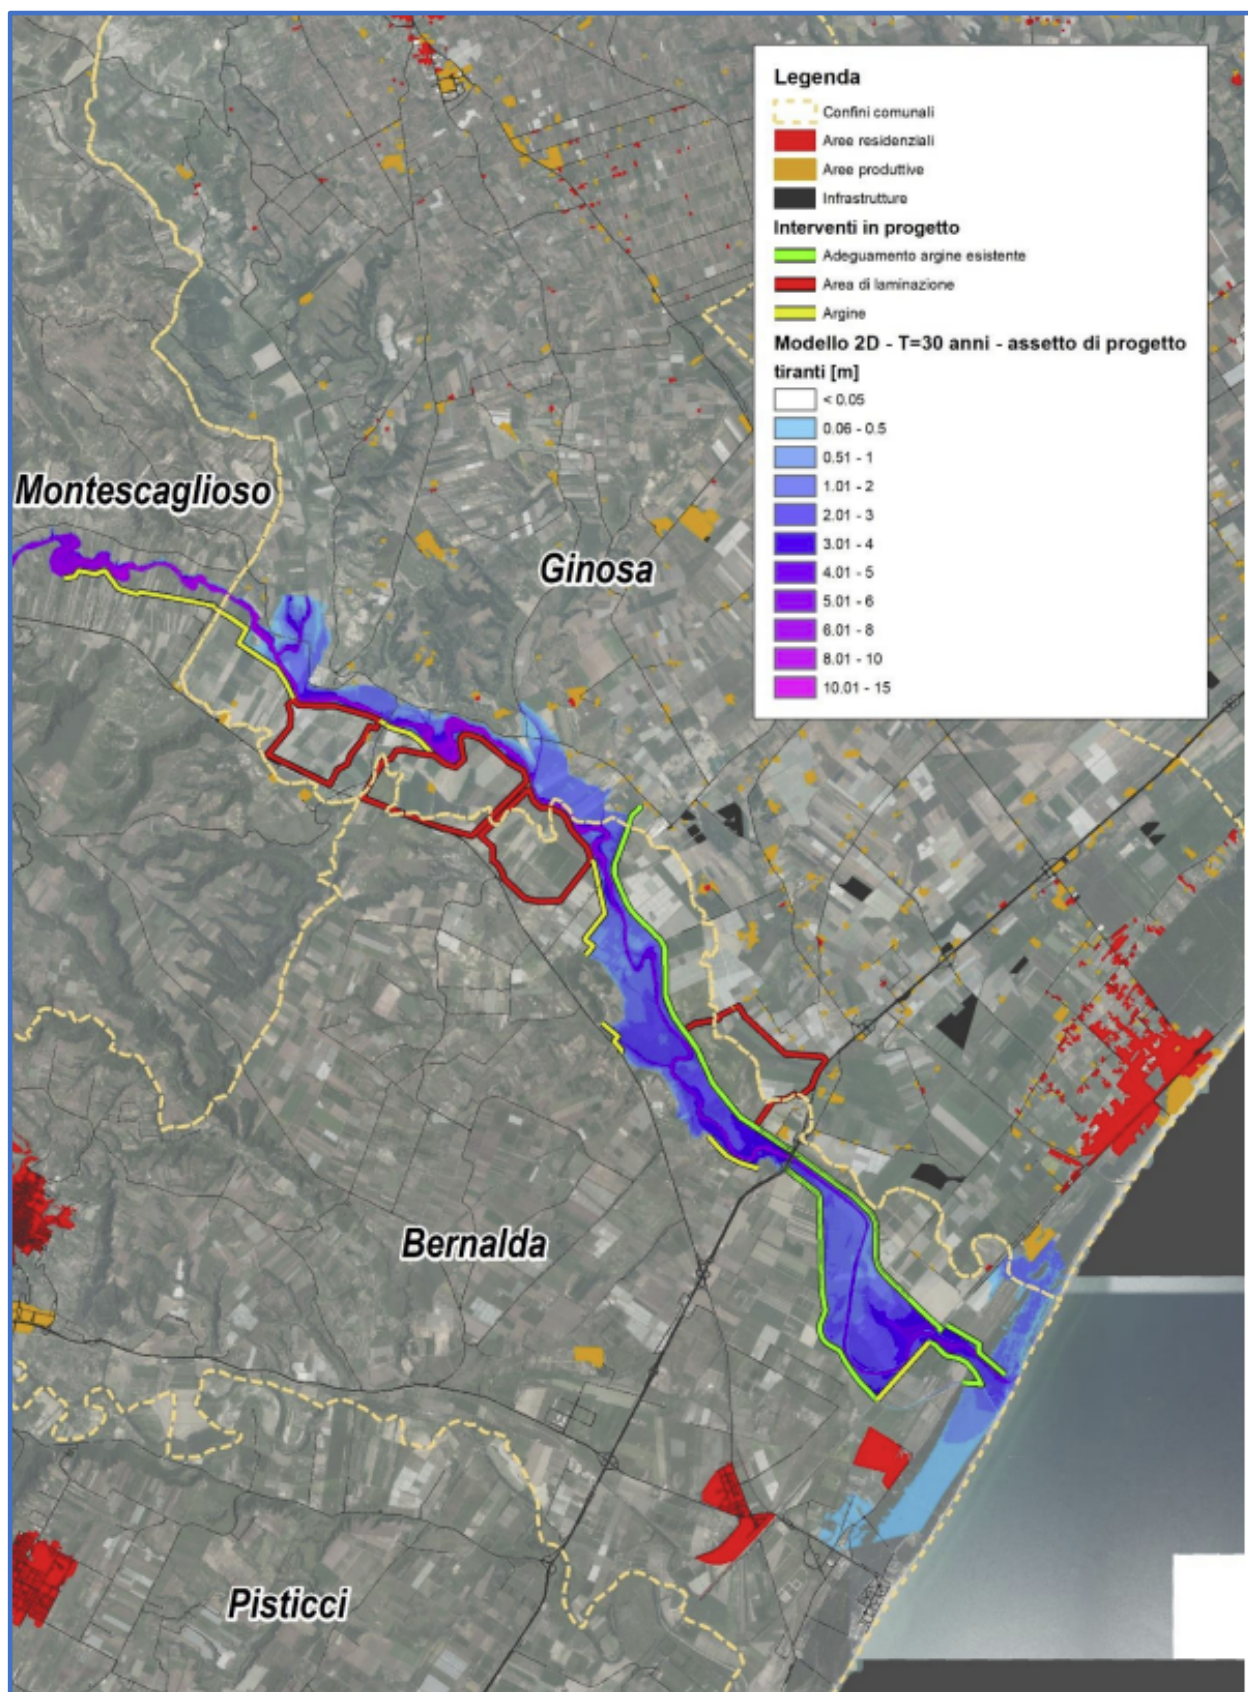 Legenda
Confini comunali
Aree residenziali
Aree produttive
Infrastrutture
Interventi in progetto
Adeguamento argine esistente
Area di laminazione
Argine
Modello 2D - T=30 anni - assetto di progetto
tiranti [m]
< 0.05
0.06 - 0.5
0.51 - 1
1.01 - 2
2.01 - 3
3.01 - 4
4.01 - 5
5.01 - 6
6.01 - 8
8.01 - 10
10.01 - 15
Montescaglioso
Ginosa
Bernalda
Pisticci